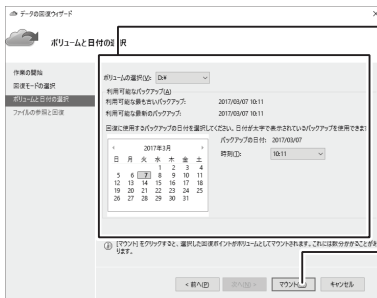 データの回復ウィザード
ボリュームと日付の選択
作業の開始
回復モードの選択
ボリュームと日付の選択
ファイルの参照と回復
ボリュームの選択(V): D:¥
利用可能なバックアップ(A)
利用可能な最も古いバックアップ: 2017/03/07 10:11
利用可能な最新のバックアップ: 2017/03/07 10:11
回復に使用するバックアップの日付を選択してください。日付が太字で表示されているバックアップを使用できます
バックアップの日付: 2017/03/07
時刻(T): 10:11
2017年3月
日 月 火 水 木 金 土
1 2 3 4
5 6 7 8 9 10 11
12 13 14 15 16 17 18
19 20 21 22 23 24 25
26 27 28 29 30 31
[マウント] をクリックすると、選択した回復ポイントがボリュームとしてマウントされます。これには数分かかることがあ
ります。
< 前へ(P) 次へ(N) > マウント キャンセル